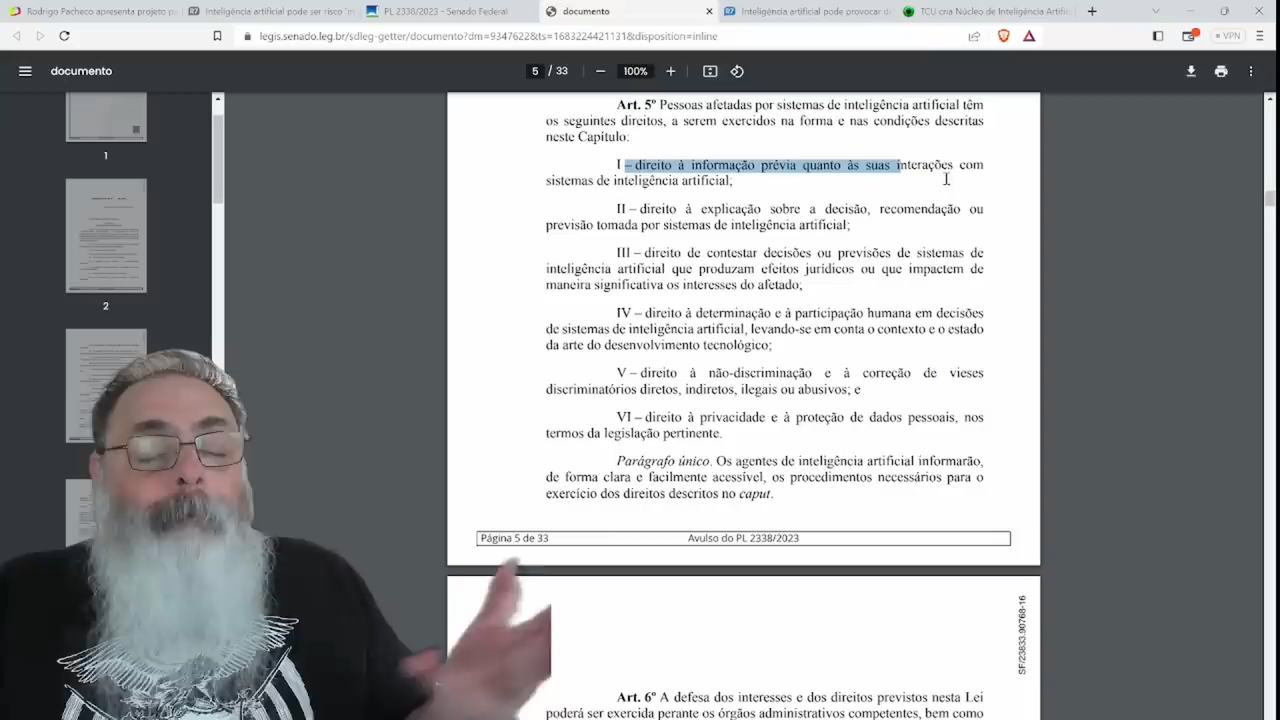 Rodrigo Pacheco apresenta projeto pa
Inteligência artificial pode ser risco "m
PL 2338/2023 - Senado Federal
documento
Inteligência artificial pode provocar d
TCU cria Núcleo de Inteligência Artific
legis.senado.leg.br/sdleg-getter/documento?dm=9347622&ts=1683224421131&disposition=inline
VPN
documento
5 / 33
100%
1
2
Art. 5º Pessoas afetadas por sistemas de inteligência artificial têm
os seguintes direitos, a serem exercidos na forma e nas condições descritas
neste Capítulo:
I – direito à informação prévia quanto às suas interações com
sistemas de inteligência artificial;
II – direito à explicação sobre a decisão, recomendação ou
previsão tomada por sistemas de inteligência artificial;
III – direito de contestar decisões ou previsões de sistemas de
inteligência artificial que produzam efeitos jurídicos ou que impactem de
maneira significativa os interesses do afetado;
IV – direito à determinação e à participação humana em decisões
de sistemas de inteligência artificial, levando-se em conta o contexto e o estado
da arte do desenvolvimento tecnológico;
V – direito à não-discriminação e à correção de vieses
discriminatórios diretos, indiretos, ilegais ou abusivos; e
VI – direito à privacidade e à proteção de dados pessoais, nos
termos da legislação pertinente.
Parágrafo único. Os agentes de inteligência artificial informarão,
de forma clara e facilmente acessível, os procedimentos necessários para o
exercício dos direitos descritos no caput.
Página 5 de 33
Avulso do PL 2338/2023
SF/23833.90768-16
Art. 6º A defesa dos interesses e dos direitos previstos nesta Lei
poderá ser exercida perante os órgãos administrativos competentes, bem como